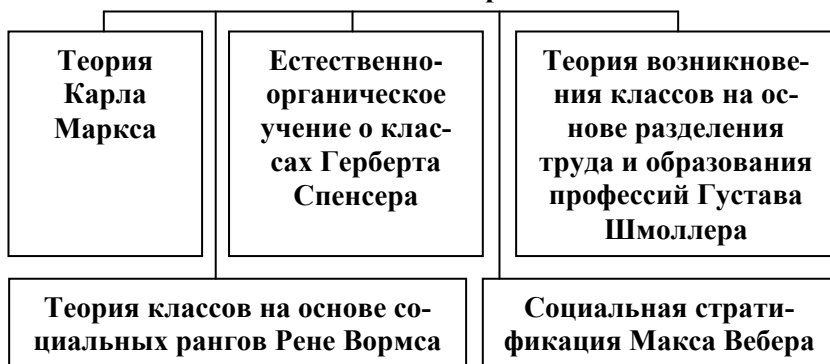 Теория
Карла
Маркса
Естественно-
органическое
учение о клас-
сах Герберта
Спенсера
Теория возникнове-
ния классов на ос-
нове разделения
труда и образования
профессий Густава
Шмоллера
Теория классов на основе со-
циальных рангов Рене Вормса
Социальная страти-
фикация Макса Вебера